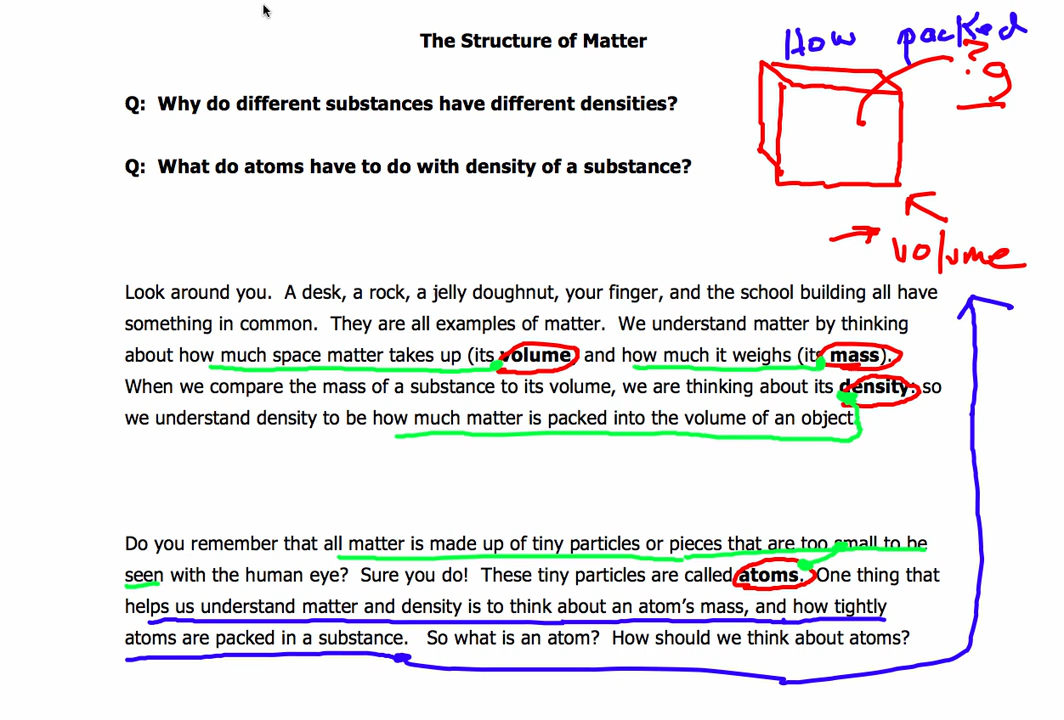 The Structure of Matter
How packed
? g
Q: Why do different substances have different densities?
Q: What do atoms have to do with density of a substance?
volume
Look around you. A desk, a rock, a jelly doughnut, your finger, and the school building all have
something in common. They are all examples of matter. We understand matter by thinking
about how much space matter takes up (its volume) and how much it weighs (its mass).
When we compare the mass of a substance to its volume, we are thinking about its density: so
we understand density to be how much matter is packed into the volume of an object.
Do you remember that all matter is made up of tiny particles or pieces that are too small to be
seen with the human eye? Sure you do! These tiny particles are called atoms. One thing that
helps us understand matter and density is to think about an atom's mass, and how tightly
atoms are packed in a substance. So what is an atom? How should we think about atoms?